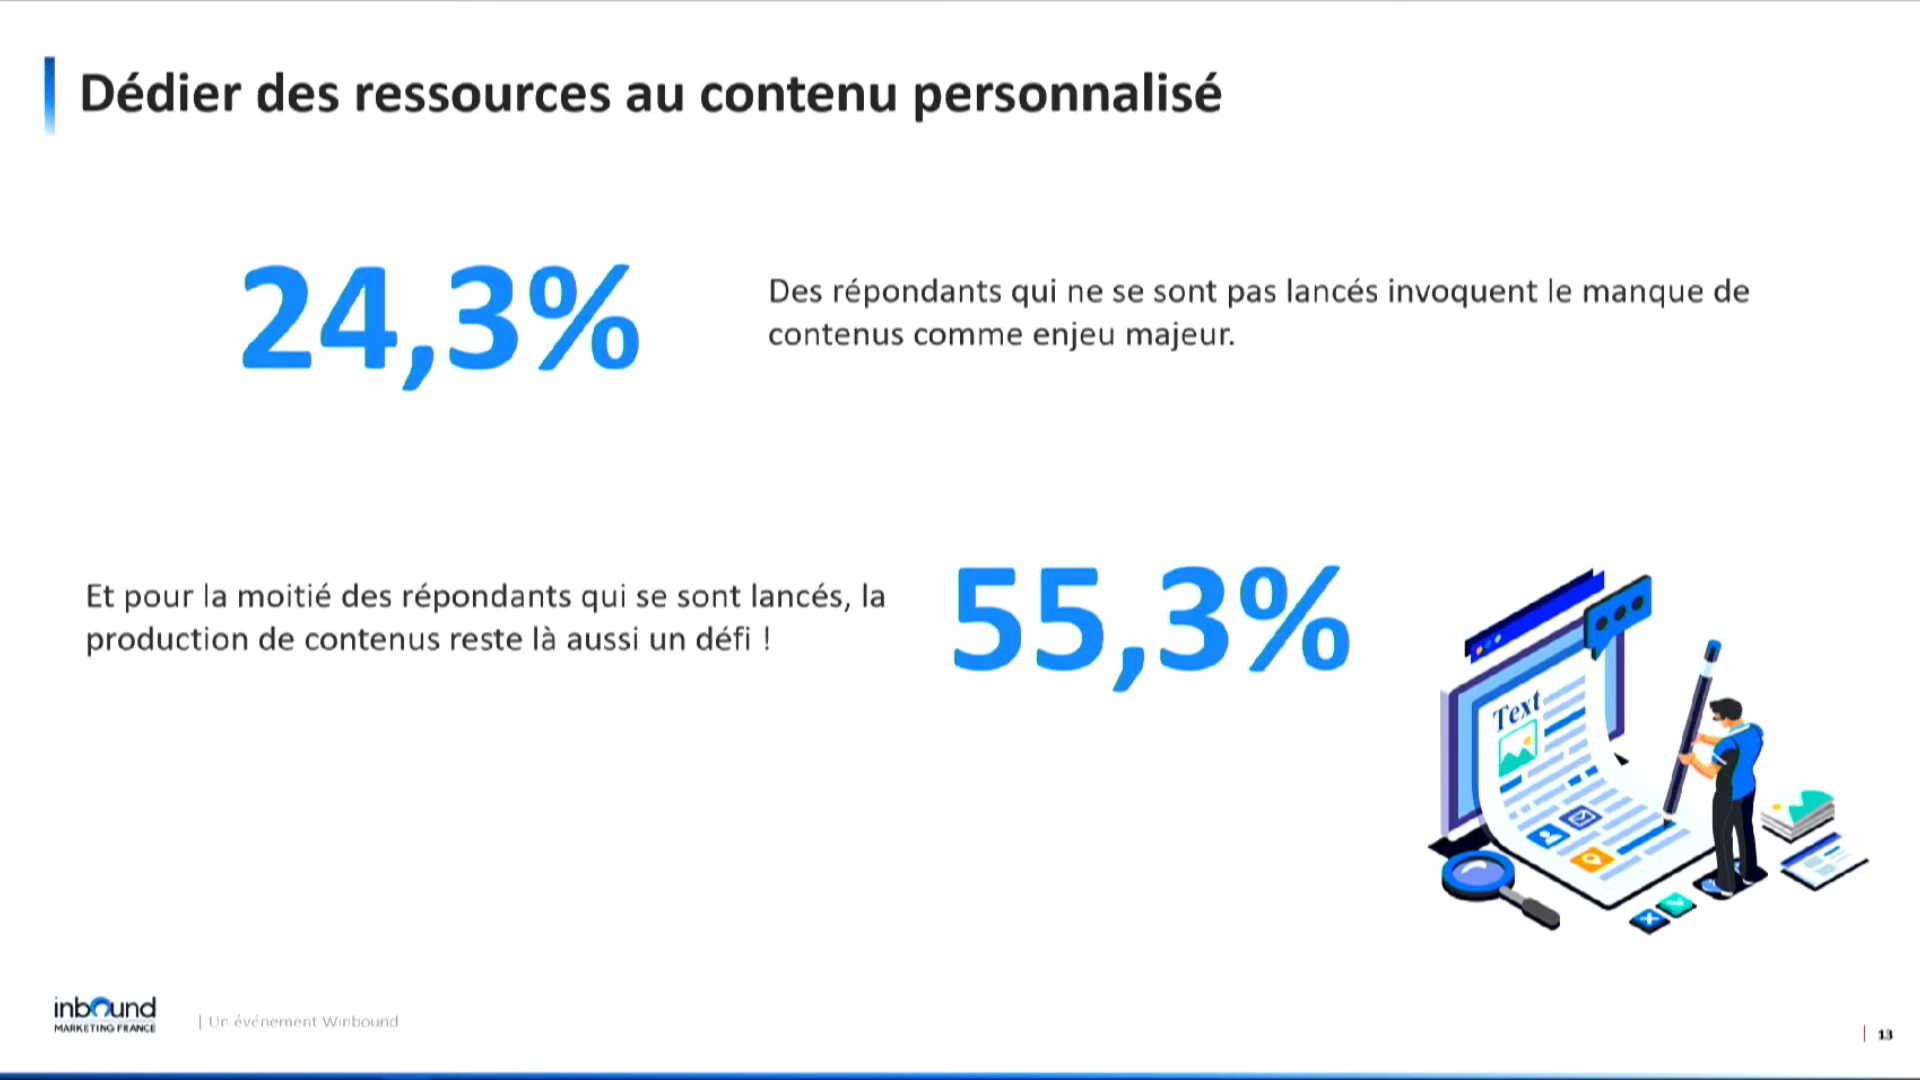 Dédier des ressources au contenu personnalisé
24,3%
Des répondants qui ne se sont pas lancés invoquent le manque de
contenus comme enjeu majeur.
Et pour la moitié des répondants qui se sont lancés, la
production de contenus reste là aussi un défi !
55,3%
Text
inbound
MARKETING FRANCE
| Un événement Winbound
| 13